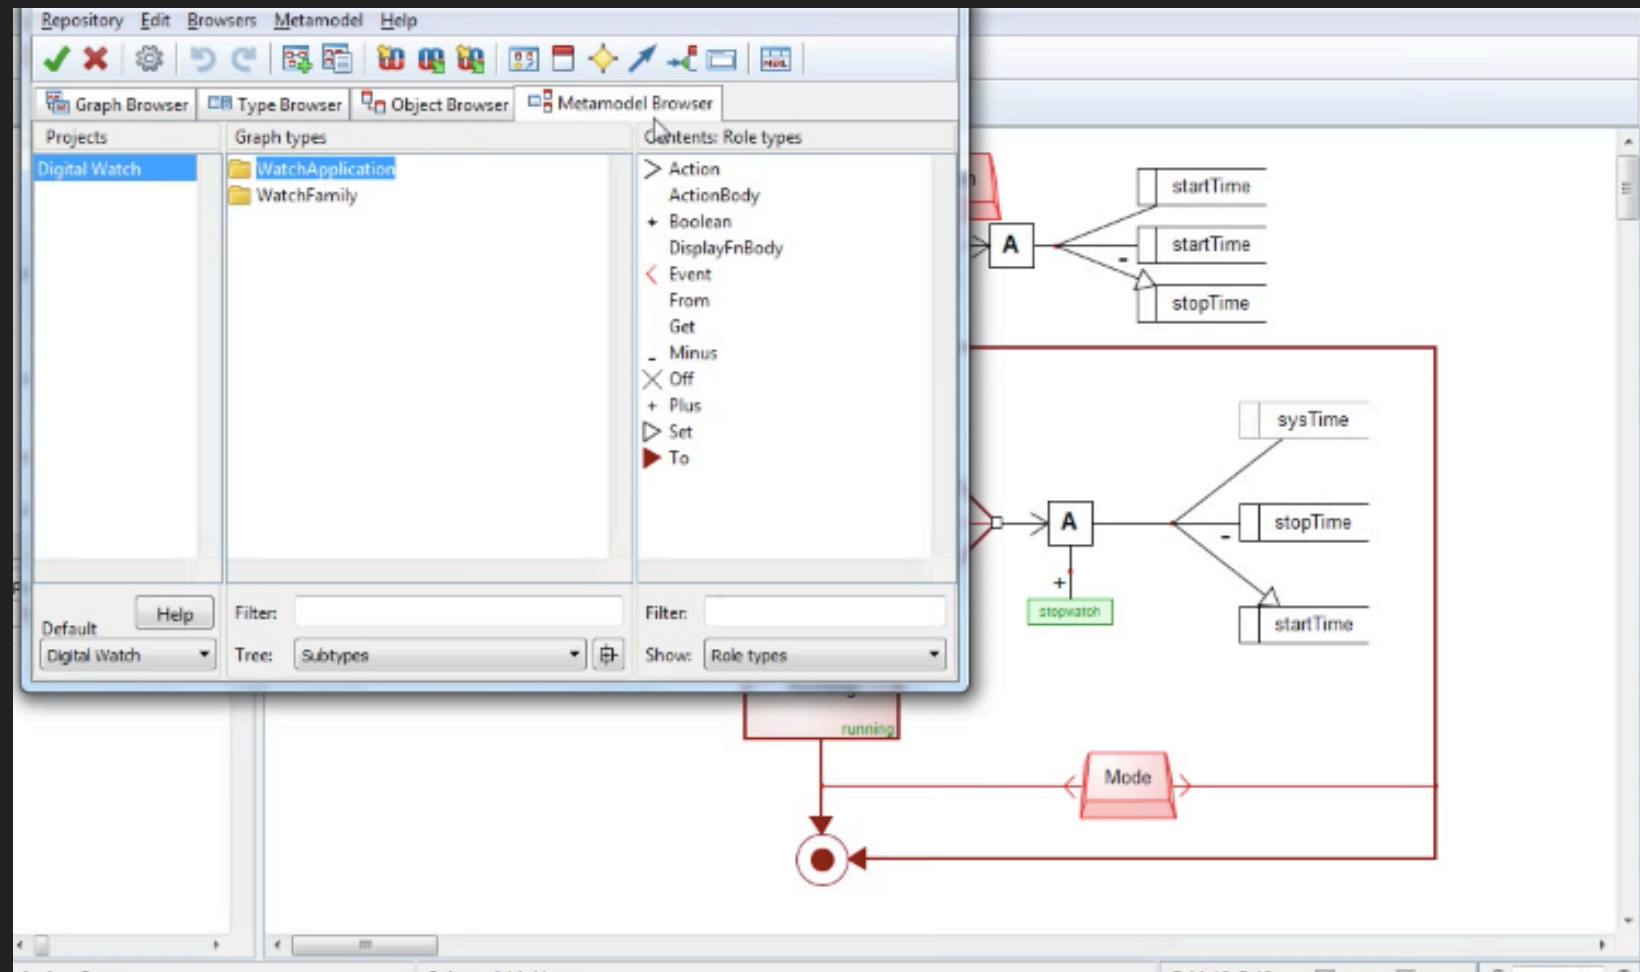 Repository Edit Browsers Metamodel Help
Graph Browser Type Browser Object Browser Metamodel Browser
Projects Graph types Contents: Role types
Digital Watch WatchApplication > Action
WatchFamily ActionBody
+ Boolean
DisplayFnBody
< Event
From
Get
- Minus
Off
+ Plus
Set
To
Help Filter: Filter:
Default
Digital Watch Tree: Subtypes Show: Role types
startTime
A startTime
-
stopTime
sysTime
A stopTime
-
+
stopwatch
startTime
running
Mode